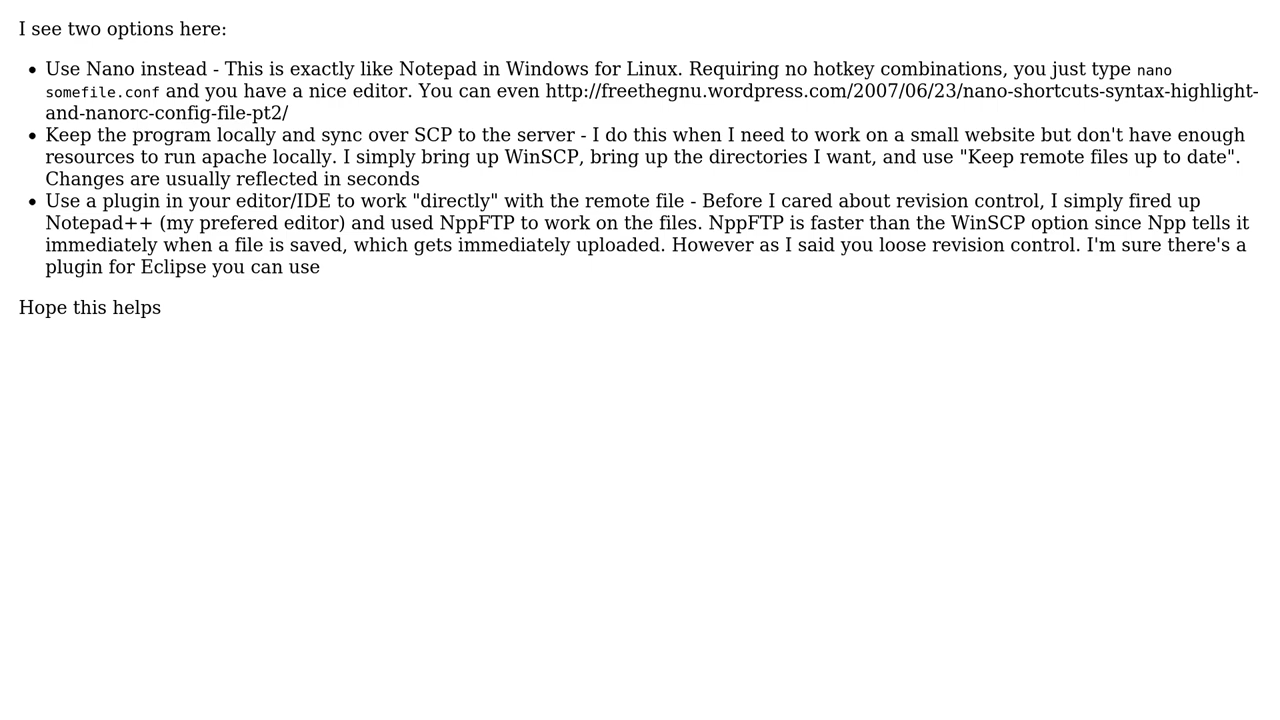 I see two options here:
• Use Nano instead - This is exactly like Notepad in Windows for Linux. Requiring no hotkey combinations, you just type nano
somefile.conf and you have a nice editor. You can even http://freethegnu.wordpress.com/2007/06/23/nano-shortcuts-syntax-highlight-
and-nanorc-config-file-pt2/
• Keep the program locally and sync over SCP to the server - I do this when I need to work on a small website but don't have enough
resources to run apache locally. I simply bring up WinSCP, bring up the directories I want, and use "Keep remote files up to date".
Changes are usually reflected in seconds
• Use a plugin in your editor/IDE to work "directly" with the remote file - Before I cared about revision control, I simply fired up
Notepad++ (my prefered editor) and used NppFTP to work on the files. NppFTP is faster than the WinSCP option since Npp tells it
immediately when a file is saved, which gets immediately uploaded. However as I said you loose revision control. I'm sure there's a
plugin for Eclipse you can use
Hope this helps